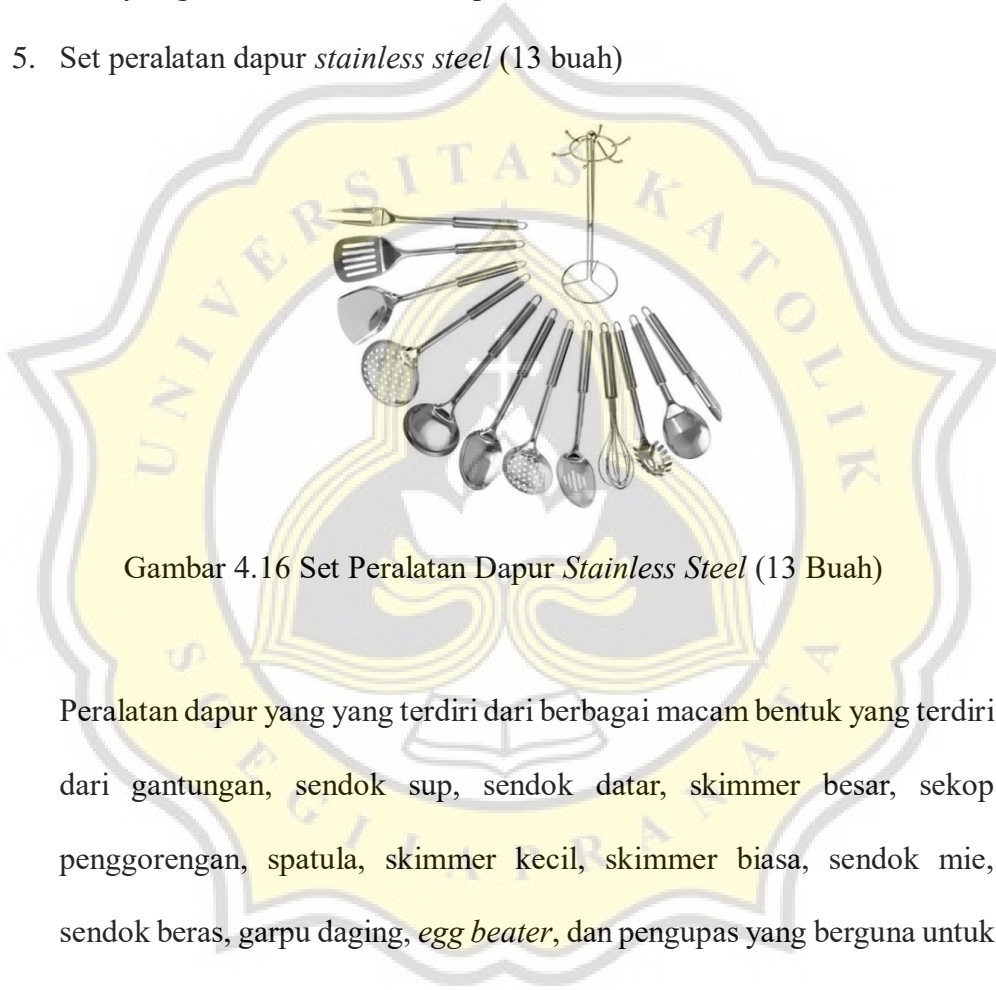 5. Set peralatan dapur stainless steel (13 buah)
UNIVERSITAS KATOLIK
Gambar 4.16 Set Peralatan Dapur Stainless Steel (13 Buah)
SOEGIJAPRANATA
Peralatan dapur yang yang terdiri dari berbagai macam bentuk yang terdiri
dari gantungan, sendok sup, sendok datar, skimmer besar, sekop
penggorengan, spatula, skimmer kecil, skimmer biasa, sendok mie,
sendok beras, garpu daging, egg beater, dan pengupas yang berguna untuk